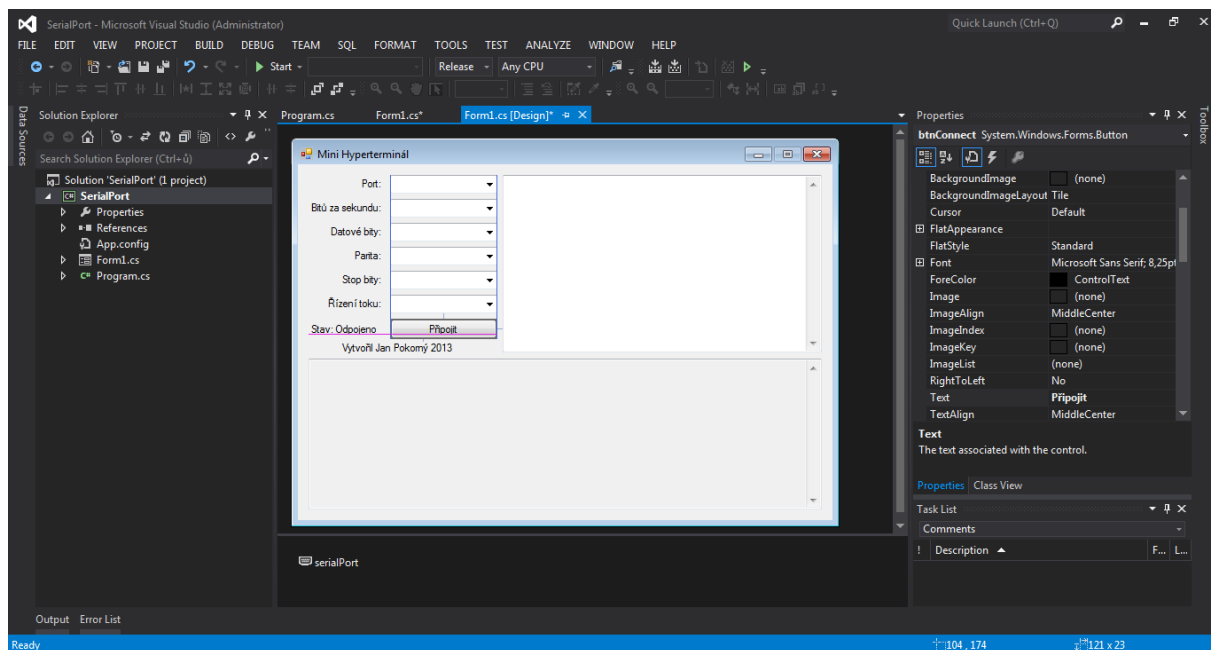 SerialPort - Microsoft Visual Studio (Administrator)
Quick Launch (Ctrl+Q)
FILE EDIT VIEW PROJECT BUILD DEBUG TEAM SQL FORMAT TOOLS TEST ANALYZE WINDOW HELP
Start - Release Any CPU
Data Sources
Solution Explorer
Search Solution Explorer (Ctrl+ů)
Solution 'SerialPort' (1 project)
C# SerialPort
Properties
References
App.config
Form1.cs
C# Program.cs
Output Error List
Program.cs Form1.cs* Form1.cs [Design]*
Mini Hyperterminál
Port:
Bitů za sekundu:
Datové bity:
Parita:
Stop bity:
Řízení toku:
Stav: Odpojeno Připojit
Vytvořil Jan Pokorný 2013
serialPort
Properties
btnConnect System.Windows.Forms.Button
BackgroundImage (none)
BackgroundImageLayout Tile
Cursor Default
FlatAppearance
FlatStyle Standard
Font Microsoft Sans Serif; 8,25pt
ForeColor ControlText
Image (none)
ImageAlign MiddleCenter
ImageIndex (none)
ImageKey (none)
ImageList (none)
RightToLeft No
Text Připojit
TextAlign MiddleCenter
Text
The text associated with the control.
Properties Class View
Task List
Comments
! Description F... L...
Toolbox
Ready 104 , 174 121 x 23